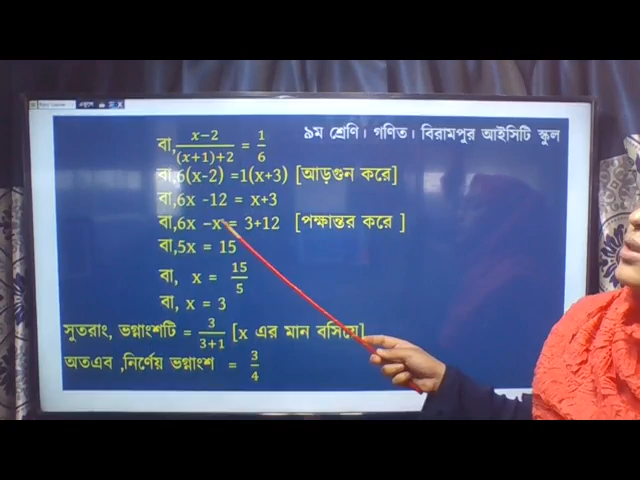 ৯ম শ্রেণি। গণিত। বিরামপুর আইসিটি স্কুল
বা, (x−2)/((x+1)+2) = 1/6
বা,6(x-2) =1(x+3) [আড়গুন করে]
বা,6x -12 = x+3
বা,6x −x = 3+12 [পক্ষান্তর করে ]
বা,5x = 15
বা, x = 15/5
বা, x = 3
সুতরাং, ভগ্নাংশটি = 3/(3+1) [x এর মান বসিয়ে]
অতএব ,নির্ণেয় ভগ্নাংশ = 3/4